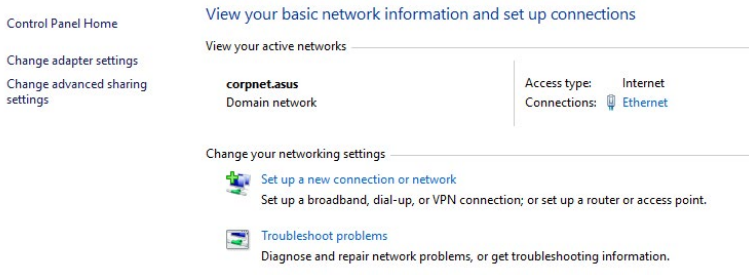 Control Panel Home
Change adapter settings
Change advanced sharing
settings
View your basic network information and set up connections
View your active networks
corpnet.asus
Domain network
Access type: Internet
Connections: Ethernet
Change your networking settings
Set up a new connection or network
Set up a broadband, dial-up, or VPN connection; or set up a router or access point.
Troubleshoot problems
Diagnose and repair network problems, or get troubleshooting information.